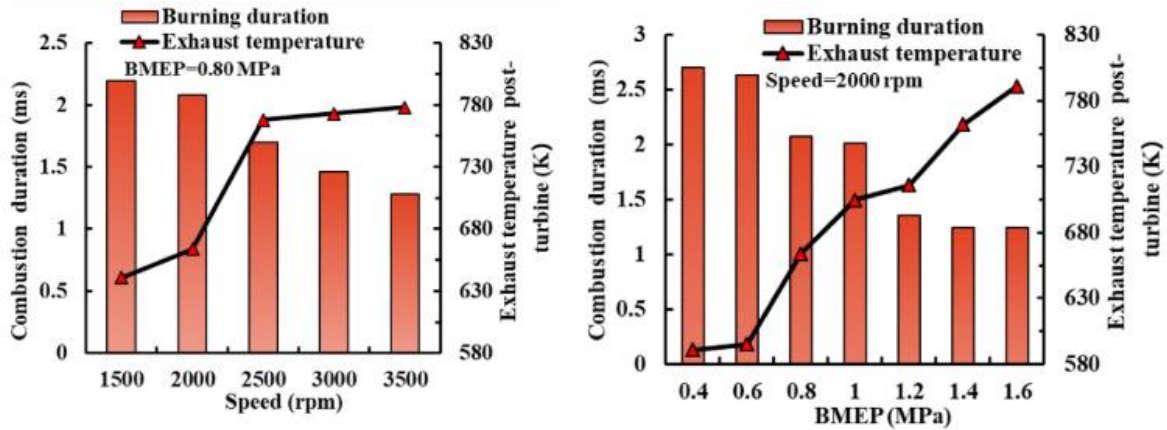 Burning duration
Exhaust temperature
BMEP=0.80 MPa
Combustion duration (ms)
2.5
2
1.5
1
0.5
0
830
780
730
680
630
580
Exhaust temperature post-
turbine (K)
1500 2000 2500 3000 3500
Speed (rpm)
Burning duration
Exhaust temperature
Speed=2000 rpm
Combustion duration (ms)
3
2.5
2
1.5
1
0.5
0
830
780
730
680
630
580
Exhaust temperature post-
turbine (K)
0.4 0.6 0.8 1 1.2 1.4 1.6
BMEP (MPa)